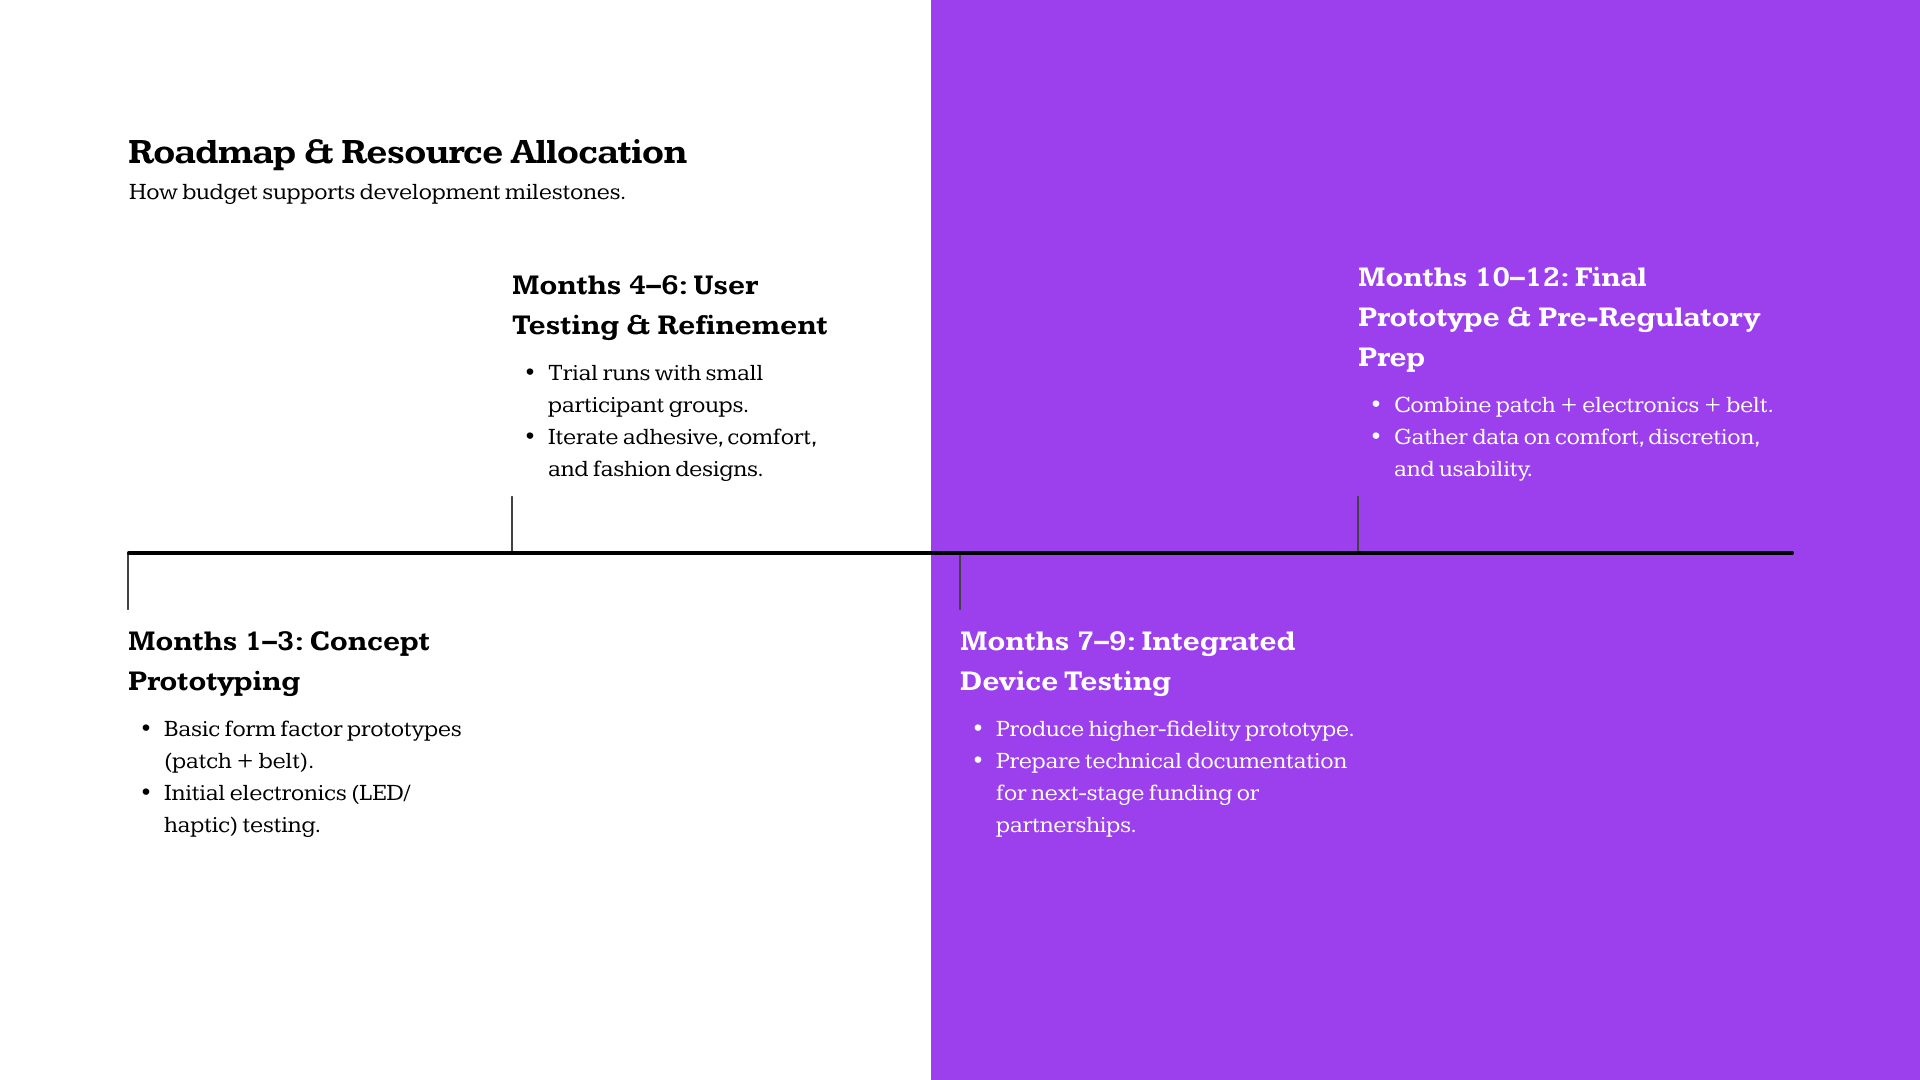 Roadmap & Resource Allocation
How budget supports development milestones.
Months 4–6: User
Testing & Refinement
• Trial runs with small
participant groups.
• Iterate adhesive, comfort,
and fashion designs.
Months 10–12: Final
Prototype & Pre-Regulatory
Prep
• Combine patch + electronics + belt.
• Gather data on comfort, discretion,
and usability.
Months 1–3: Concept
Prototyping
• Basic form factor prototypes
(patch + belt).
• Initial electronics (LED/
haptic) testing.
Months 7–9: Integrated
Device Testing
• Produce higher-fidelity prototype.
• Prepare technical documentation
for next-stage funding or
partnerships.